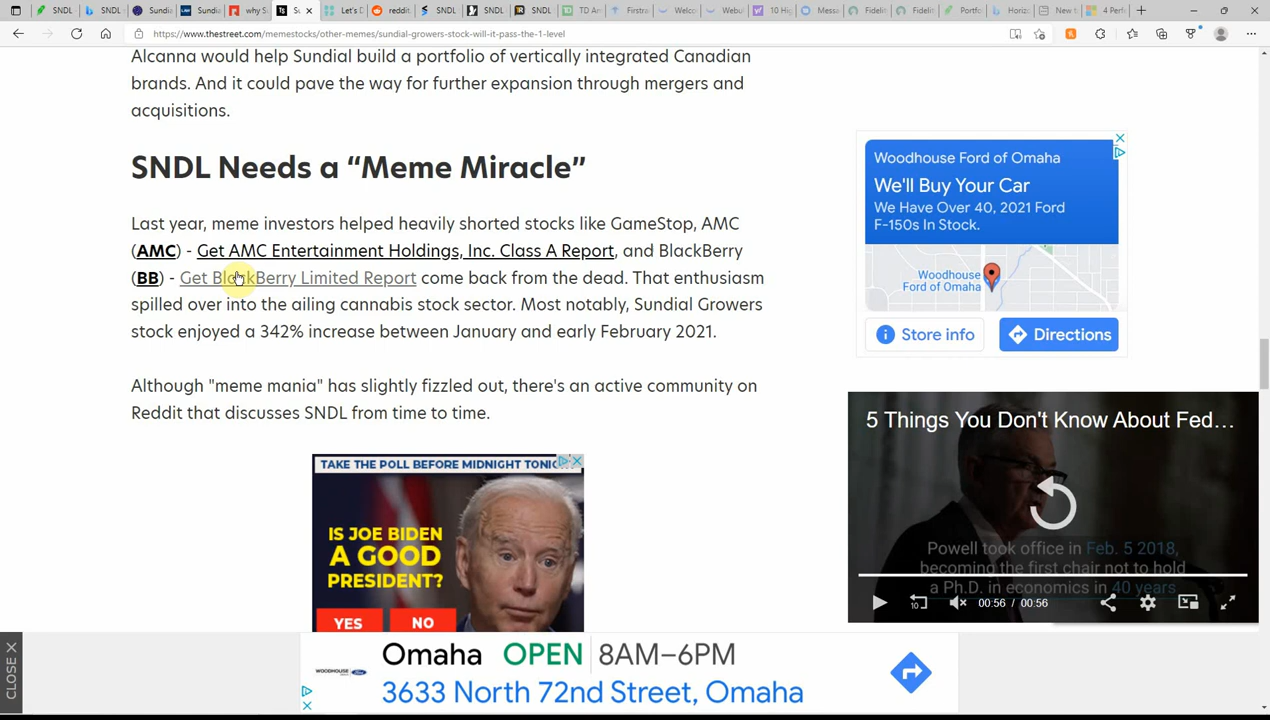 SNDL
SNDL
Sundia
Sundia
why Su
Su
Let's D
reddit.
SNDL
SNDL
SNDL
TD Am
Firstra
Welco
Webu
10 Hig
Messa
Fideli
Fideli
Portfo
Horizo
New t
4 Perf
https://www.thestreet.com/memestocks/other-memes/sundial-growers-stock-will-it-pass-the-1-level
Alcanna would help Sundial build a portfolio of vertically integrated Canadian
brands. And it could pave the way for further expansion through mergers and
acquisitions.
SNDL Needs a “Meme Miracle”
Last year, meme investors helped heavily shorted stocks like GameStop, AMC
(AMC) - Get AMC Entertainment Holdings, Inc. Class A Report, and BlackBerry
(BB) - Get BlackBerry Limited Report come back from the dead. That enthusiasm
spilled over into the ailing cannabis stock sector. Most notably, Sundial Growers
stock enjoyed a 342% increase between January and early February 2021.
Although "meme mania" has slightly fizzled out, there's an active community on
Reddit that discusses SNDL from time to time.
TAKE THE POLL BEFORE MIDNIGHT TONIG
IS JOE BIDEN
A GOOD
PRESIDENT?
YES NO
Woodhouse Ford of Omaha
We'll Buy Your Car
We Have Over 40, 2021 Ford
F-150s In Stock.
Woodhouse
Ford of Omaha
Store info
Directions
5 Things You Don't Know About Fed...
Powell took office in Feb. 5 2018,
becoming the first chair not to hold
a Ph.D. in economics in 40 years
10
00:56 / 00:56
CLOSE X
WOODHOUSE
Omaha OPEN 8AM–6PM
3633 North 72nd Street, Omaha